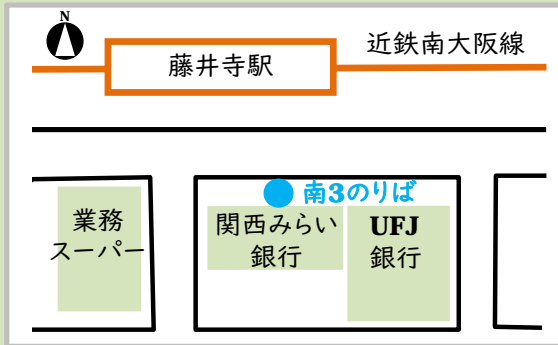 N
近鉄南大阪線
藤井寺駅
南3のりば
業務
スーパー
関西みらい
銀行
UFJ
銀行